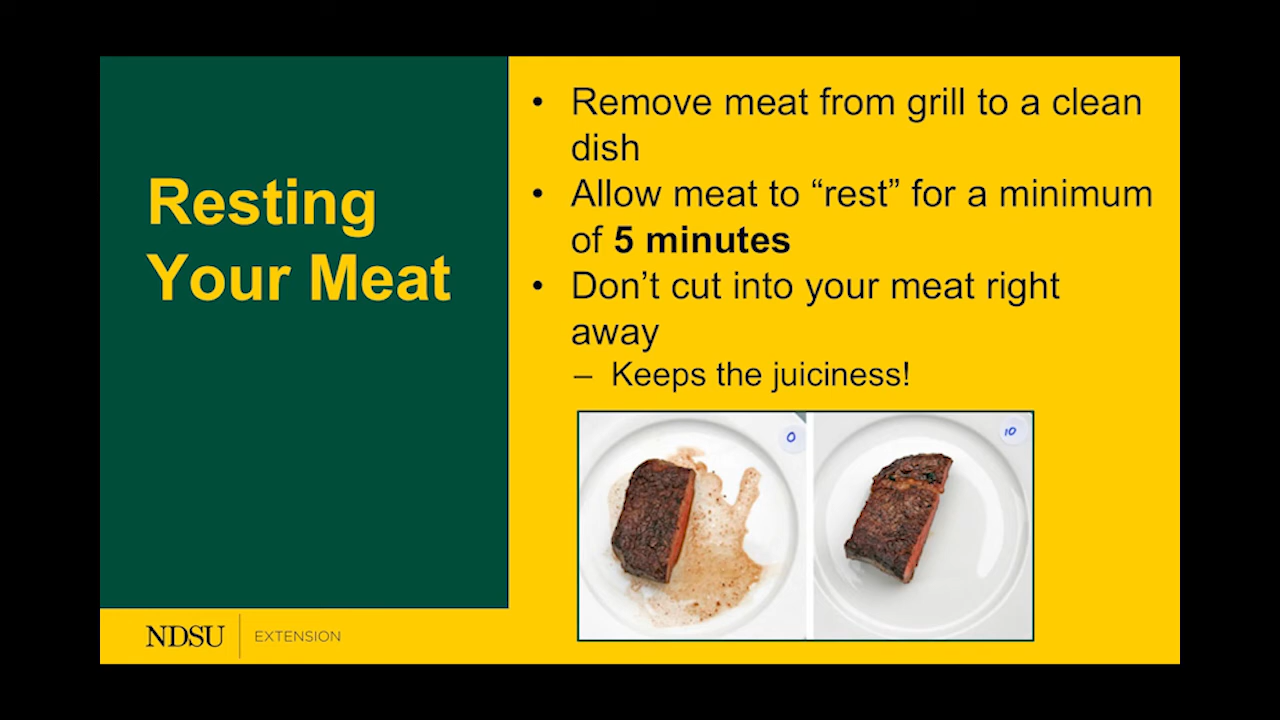 Resting
Your Meat
• Remove meat from grill to a clean
dish
• Allow meat to “rest” for a minimum
of 5 minutes
• Don’t cut into your meat right
away
– Keeps the juiciness!
0
10
NDSU EXTENSION